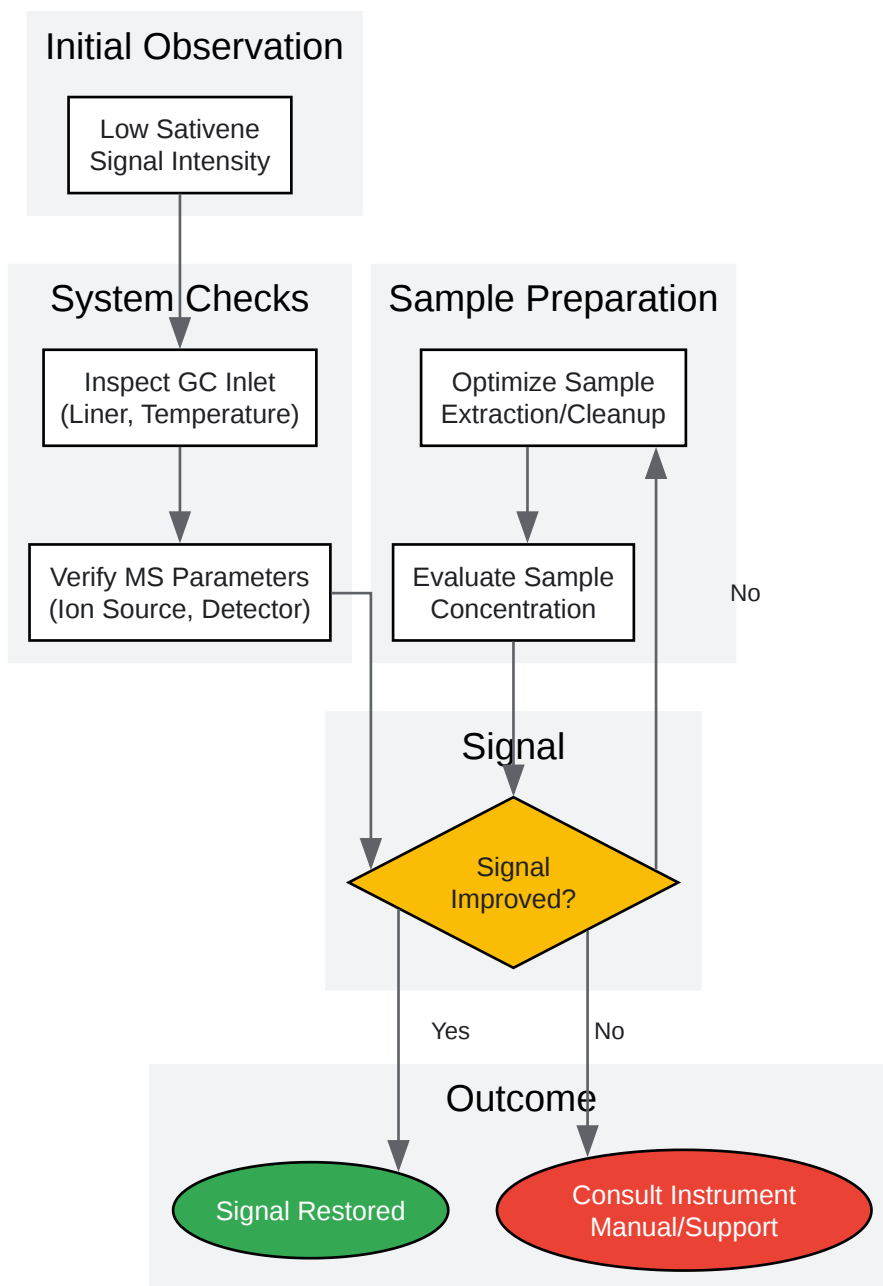 Initial Observation
Low Sativene
Signal Intensity
System Checks
Inspect GC Inlet
(Liner, Temperature)
Verify MS Parameters
(Ion Source, Detector)
Sample Preparation
Optimize Sample
Extraction/Cleanup
Evaluate Sample
Concentration
No
Signal
Signal
Improved?
Yes
No
Outcome
Signal Restored
Consult Instrument
Manual/Support